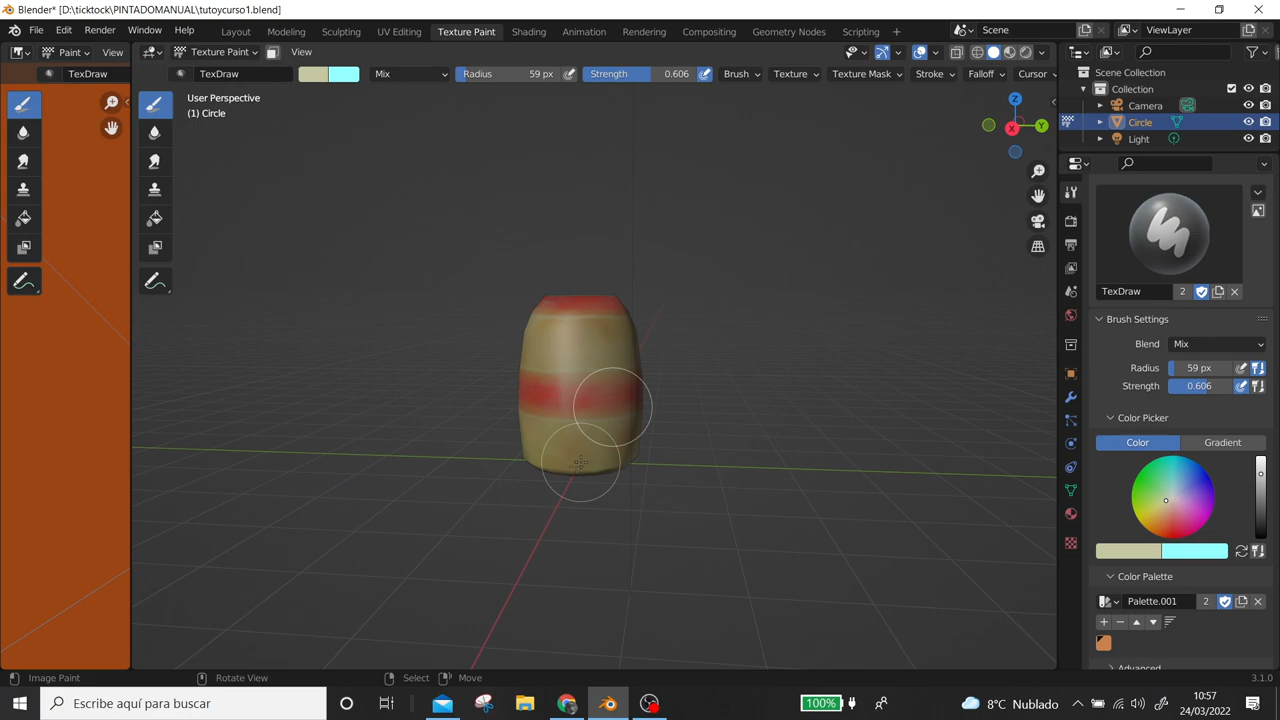 Blender* [D:\ticktock\PINTADOMANUAL\tutoycurso1.blend]
File Edit Render Window Help Layout Modeling Sculpting UV Editing Texture Paint Shading Animation Rendering Compositing Geometry Nodes Scripting + Scene ViewLayer
Paint View Texture Paint View
TexDraw TexDraw Mix Radius 59 px Strength 0.606 Brush Texture Texture Mask Stroke Falloff Cursor
Scene Collection
Collection
Camera
Circle
Light
User Perspective
(1) Circle
Z
Y
X
TexDraw 2
Brush Settings
Blend Mix
Radius 59 px
Strength 0.606
Color Picker
Color Gradient
Color Palette
Palette.001 2
Advanced
Image Paint Rotate View Select Move 3.1.0
Escribe aquí para buscar 100% 8°C Nublado 10:57
24/03/2022